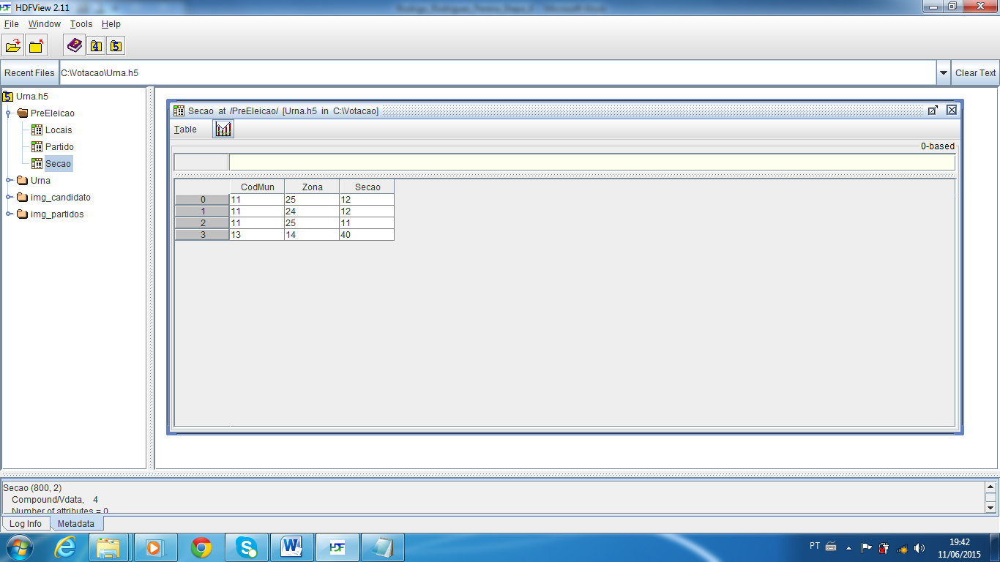 HDFView 2.11
File Window Tools Help
Recent Files C:\Votacao\Urna.h5 Clear Text
Urna.h5
PreEleicao
Locais
Partido
Secao
Urna
img_candidato
img_partidos
Secao at /PreEleicao/ [Urna.h5 in C:\Votacao]
Table
0-based
CodMun Zona Secao
0 11 25 12
1 11 24 12
2 11 25 11
3 13 14 40
Secao (800, 2)
Compound/Vdata, 4
Number of attributes = 0
Log Info Metadata
PT 19:42
11/06/2015